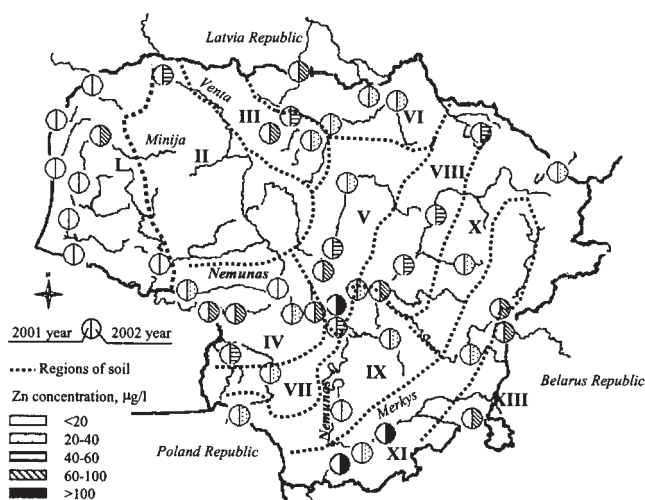 Latvia Republic
Venta
III
VI
Minija
I
II
VIII
V
X
Nemunas
2001 year
2002 year
Regions of soil
IV
Zn concentration, µg/l
IX
Belarus Republic
<20
VII
20-40
Nemunas
Merkys
XIII
40-60
Poland Republic
XI
60-100
>100